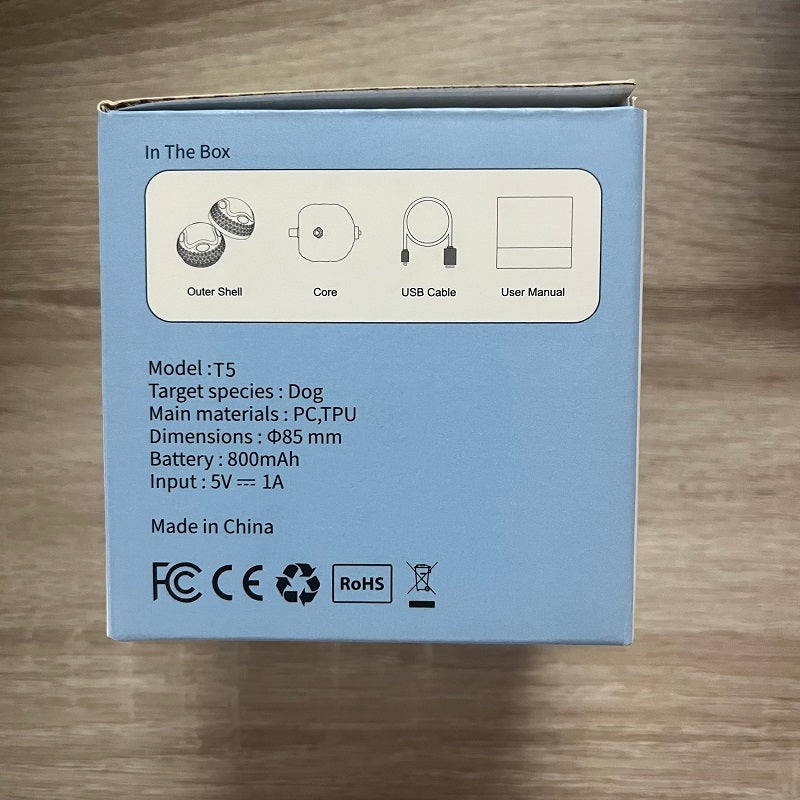 In The Box
Outer Shell
Core
USB Cable
User Manual
Model :T5
Target species : Dog
Main materials : PC,TPU
Dimensions : Φ85 mm
Battery : 800mAh
Input : 5V ⎓ 1A
Made in China
FC CE RoHS